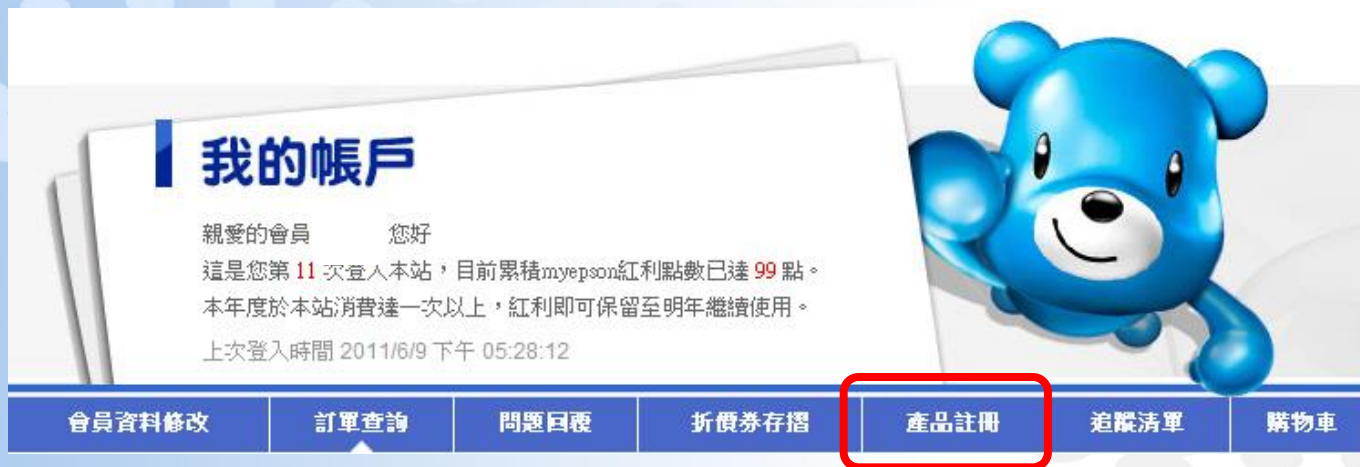 我的帳戶
親愛的會員 您好
這是您第 11 次登入本站，目前累積myepson紅利點數已達 99 點。
本年度於本站消費達一次以上，紅利即可保留至明年繼續使用。
上次登入時間 2011/6/9 下午 05:28:12
會員資料修改 訂單查詢 問題回覆 折價券存摺 產品註冊 追蹤清單 購物車